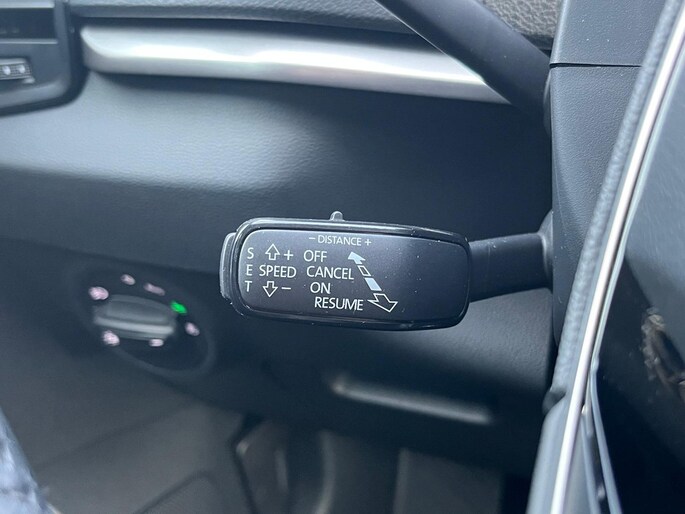 – DISTANCE +
S + OFF
E SPEED CANCEL
T – ON
RESUME